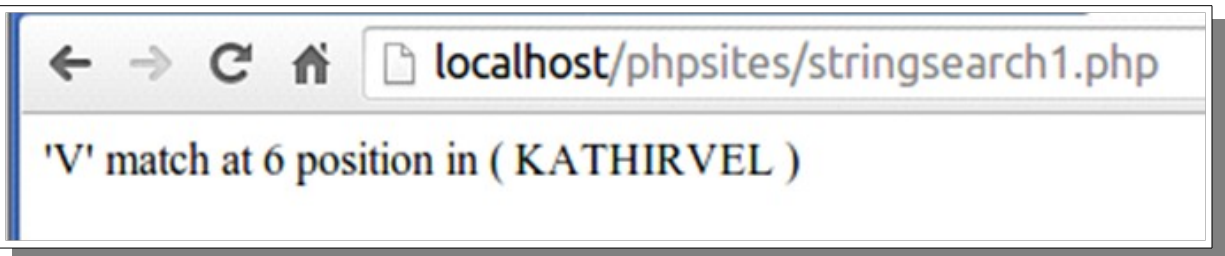 localhost/phpsites/stringsearch1.php
'V' match at 6 position in ( KATHIRVEL )